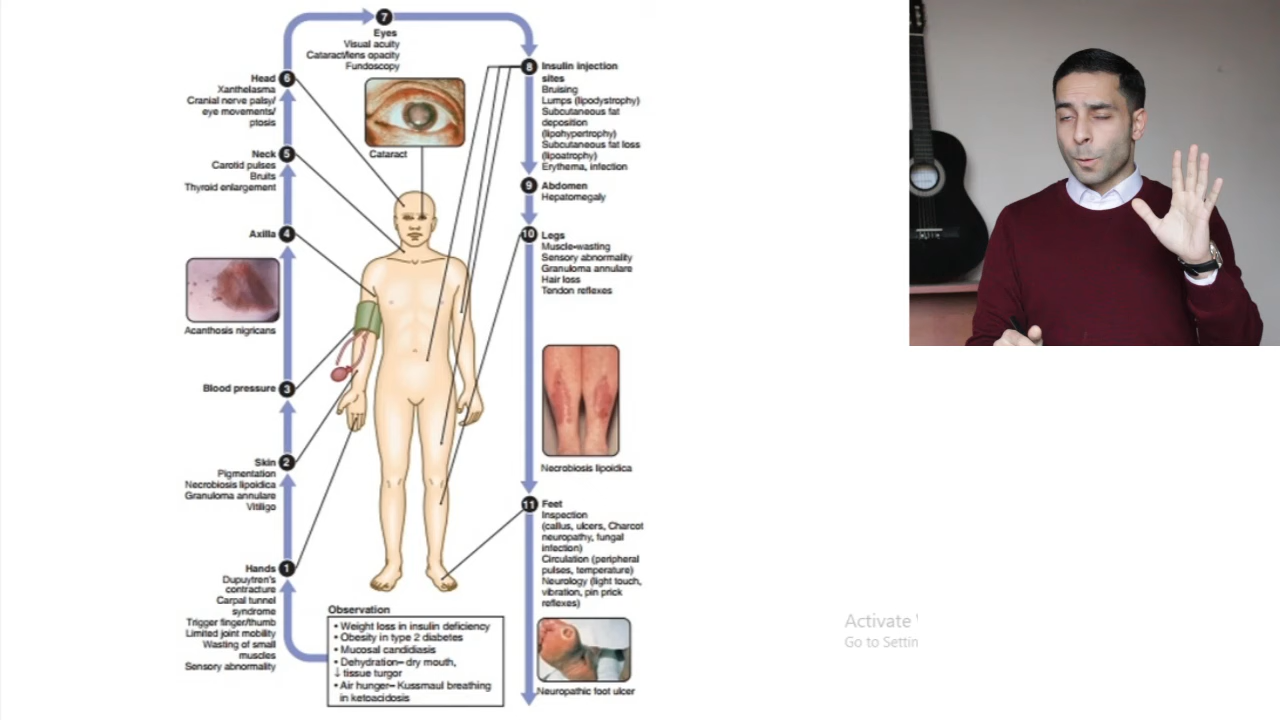 7
Eyes
Visual acuity
Cataract/lens opacity
Fundoscopy
Cataract
6
Head
Xanthelasma
Cranial nerve palsy/
eye movements/
ptosis
5
Neck
Carotid pulses
Bruits
Thyroid enlargement
4
Axilla
Acanthosis nigricans
3
Blood pressure
2
Skin
Pigmentation
Necrobiosis lipoidica
Granuloma annulare
Vitiligo
1
Hands
Dupuytren's
contracture
Carpal tunnel
syndrome
Trigger finger/thumb
Limited joint mobility
Wasting of small
muscles
Sensory abnormality
Observation
• Weight loss in insulin deficiency
• Obesity in type 2 diabetes
• Mucosal candidiasis
• Dehydration– dry mouth,
↓ tissue turgor
• Air hunger– Kussmaul breathing
in ketoacidosis
8
Insulin injection
sites
Bruising
Lumps (lipodystrophy)
Subcutaneous fat
deposition
(lipohypertrophy)
Subcutaneous fat loss
(lipoatrophy)
Erythema, infection
9
Abdomen
Hepatomegaly
10
Legs
Muscle-wasting
Sensory abnormality
Granuloma annulare
Hair loss
Tendon reflexes
Necrobiosis lipoidica
11
Feet
Inspection
(callus, ulcers, Charcot
neuropathy, fungal
infection)
Circulation (peripheral
pulses, temperature)
Neurology (light touch,
vibration, pin prick
reflexes)
Neuropathic foot ulcer
Activate
Go to Settin